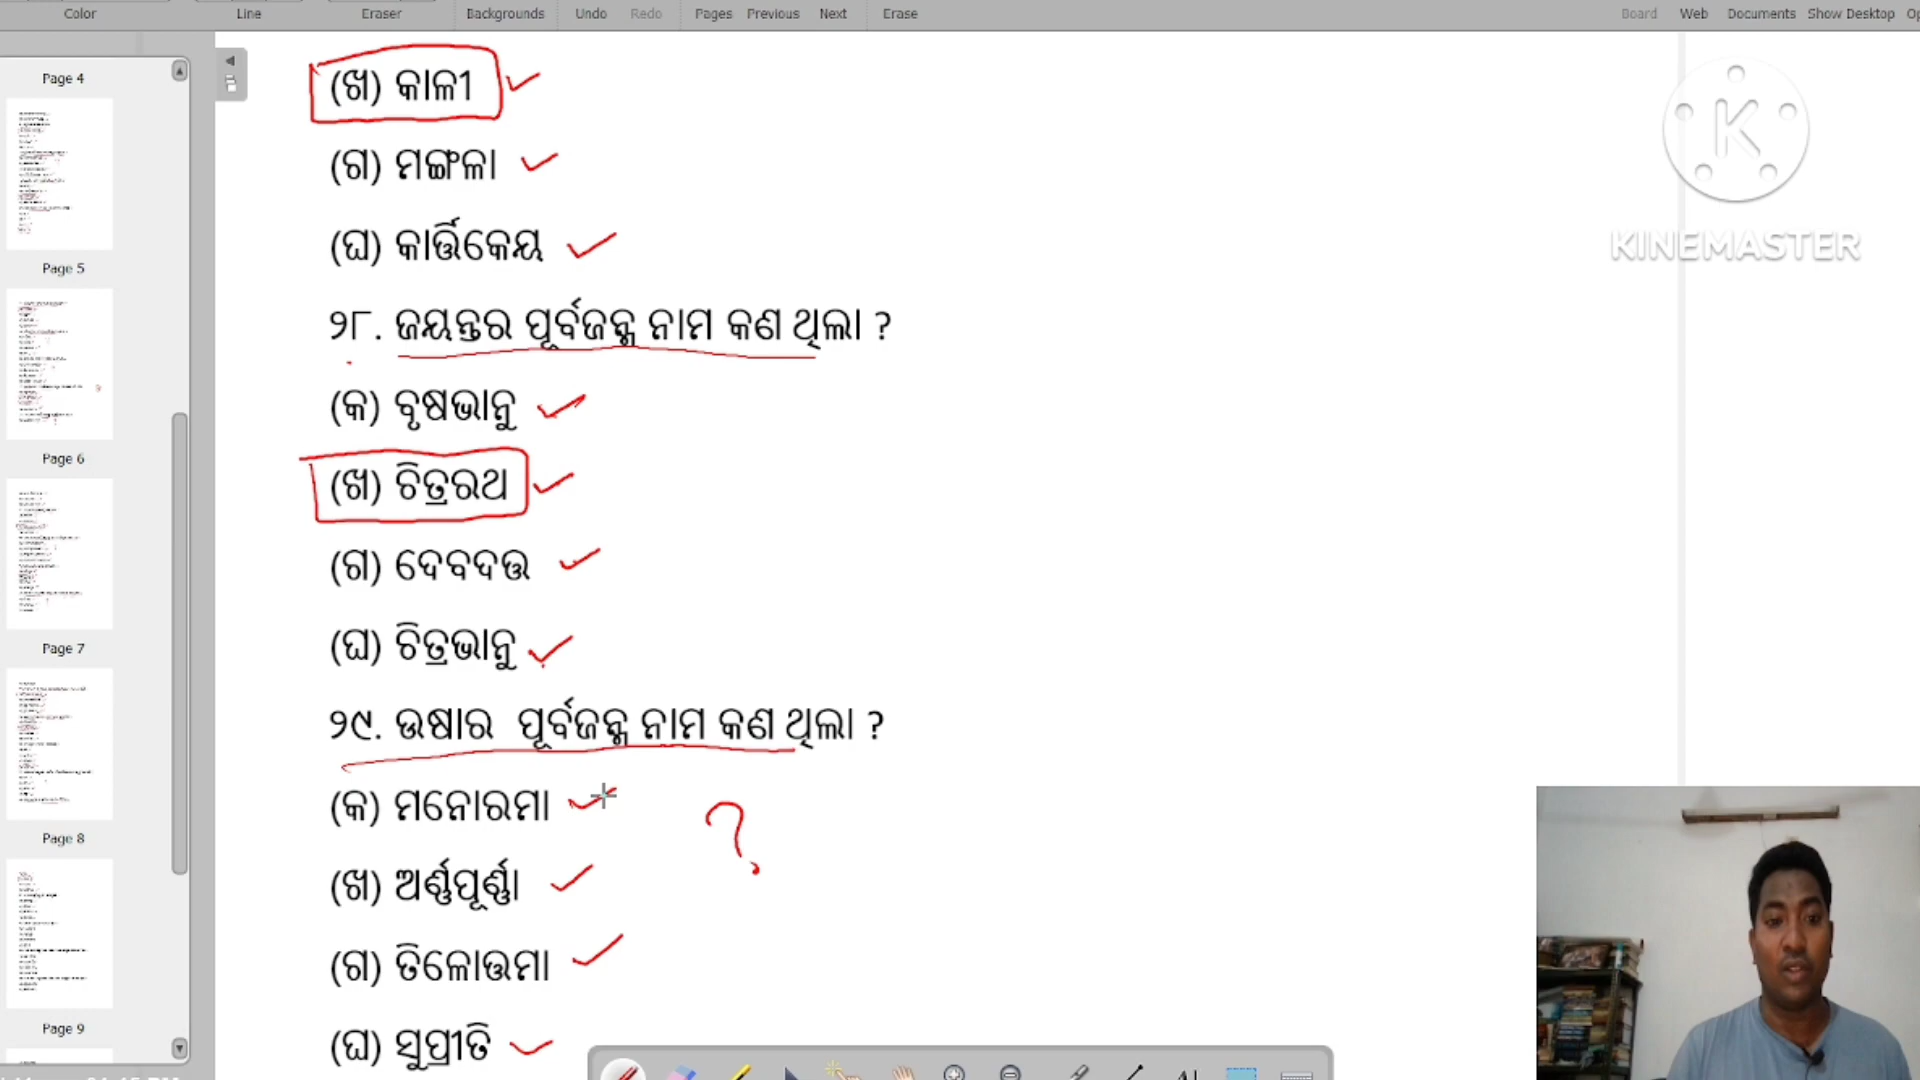 Color Line Eraser Backgrounds Undo Redo Pages Previous Next Erase Board Web Documents Show Desktop
Page 4
Page 5
Page 6
Page 7
Page 8
Page 9
(ଖ) କାଳୀ
(ଗ) ମଙ୍ଗଳା
(ଘ) କାର୍ତ୍ତିକେୟ
୨୮. ଜୟନ୍ତର ପୂର୍ବଜନ୍ମ ନାମ କଣ ଥିଲା ?
(କ) ବୃଷଭାନୁ
(ଖ) ଚିତ୍ରରଥ
(ଗ) ଦେବଦତ୍ତ
(ଘ) ଚିତ୍ରଭାନୁ
୨୯. ଉଷାର ପୂର୍ବଜନ୍ମ ନାମ କଣ ଥିଲା ?
(କ) ମନୋରମା
?
(ଖ) ଅର୍ଣ୍ଣପୂର୍ଣ୍ଣା
(ଗ) ତିଳୋତ୍ତମା
(ଘ) ସୁପ୍ରୀତି
K
KINEMASTER